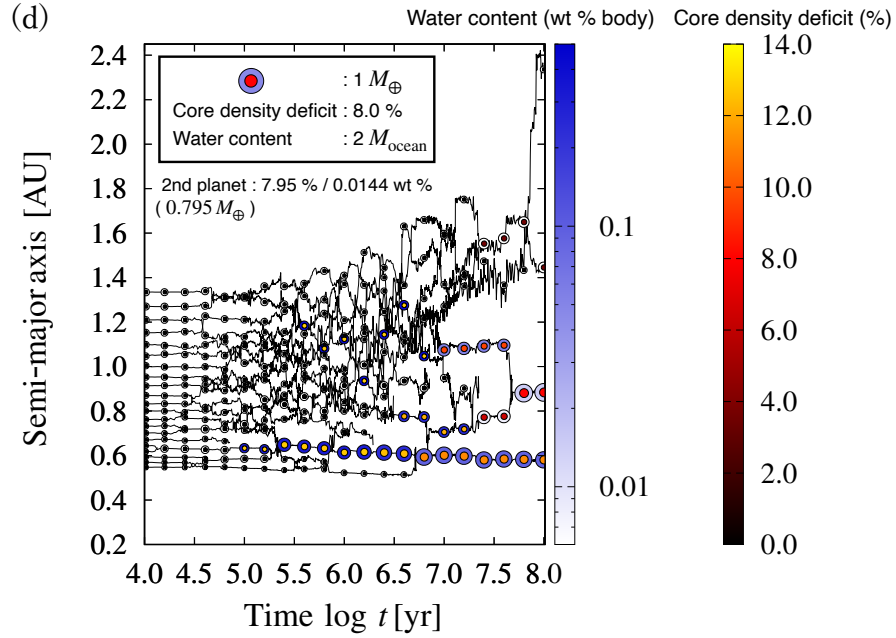 (d)
Water content (wt % body)
Core density deficit (%)
: 1 M⊕
Core density deficit : 8.0 %
Water content : 2 Mocean
2nd planet : 7.95 % / 0.0144 wt %
( 0.795 M⊕ )
Semi-major axis [AU]
2.4
2.2
2.0
1.8
1.6
1.4
1.2
1.0
0.8
0.6
0.4
0.2
4.0 4.5 5.0 5.5 6.0 6.5 7.0 7.5 8.0
Time log t [yr]
0.1
0.01
14.0
12.0
10.0
8.0
6.0
4.0
2.0
0.0